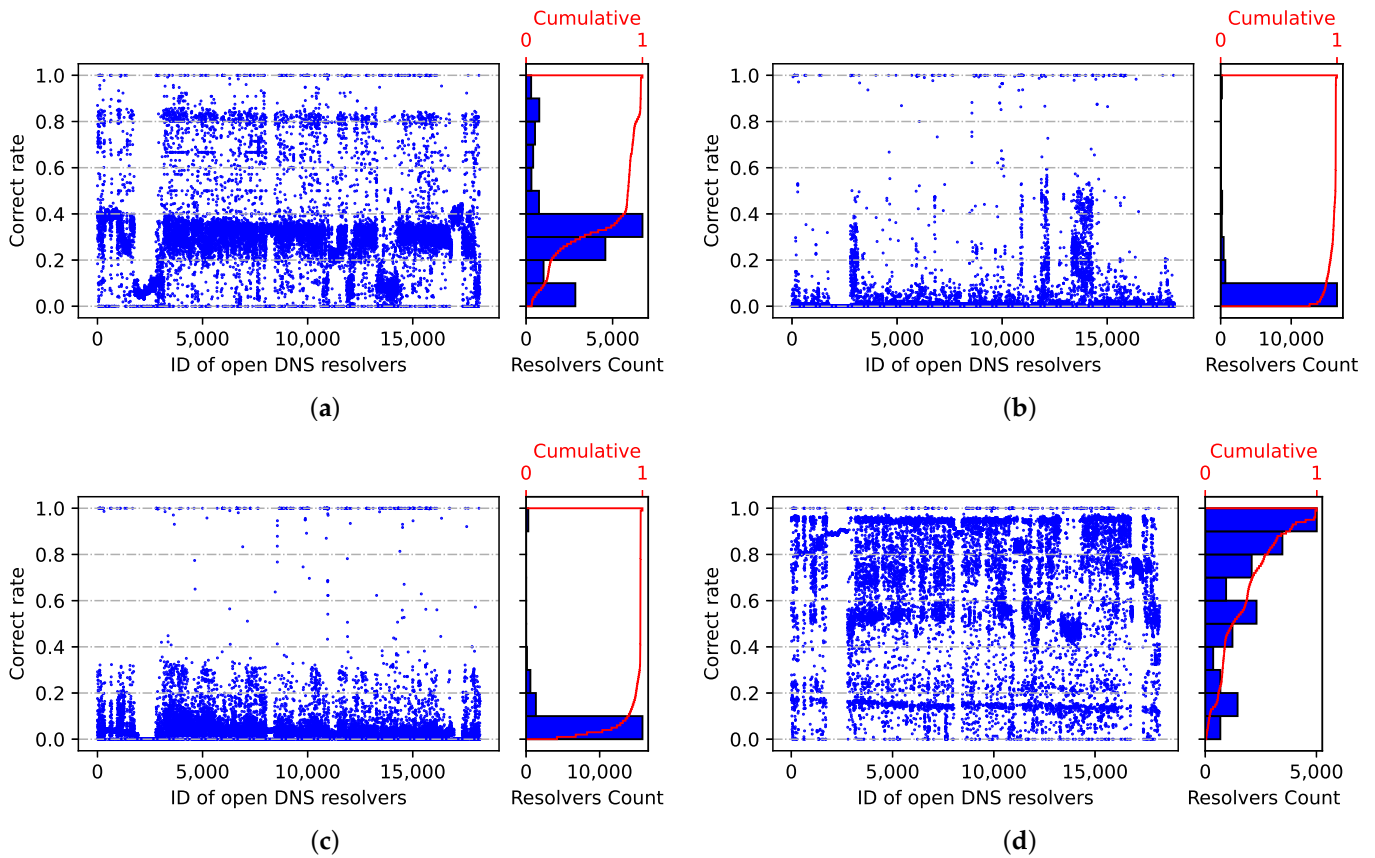 Cumulative
0 1
1.0
0.8
0.6
0.4
0.2
0.0
Correct rate
0 5,000 10,000 15,000
ID of open DNS resolvers
0 5,000
Resolvers Count
(a)
Cumulative
0 1
1.0
0.8
0.6
0.4
0.2
0.0
Correct rate
0 5,000 10,000 15,000
ID of open DNS resolvers
0 10,000
Resolvers Count
(b)
Cumulative
0 1
1.0
0.8
0.6
0.4
0.2
0.0
Correct rate
0 5,000 10,000 15,000
ID of open DNS resolvers
0 10,000
Resolvers Count
(c)
Cumulative
0 1
1.0
0.8
0.6
0.4
0.2
0.0
Correct rate
0 5,000 10,000 15,000
ID of open DNS resolvers
0 5,000
Resolvers Count
(d)